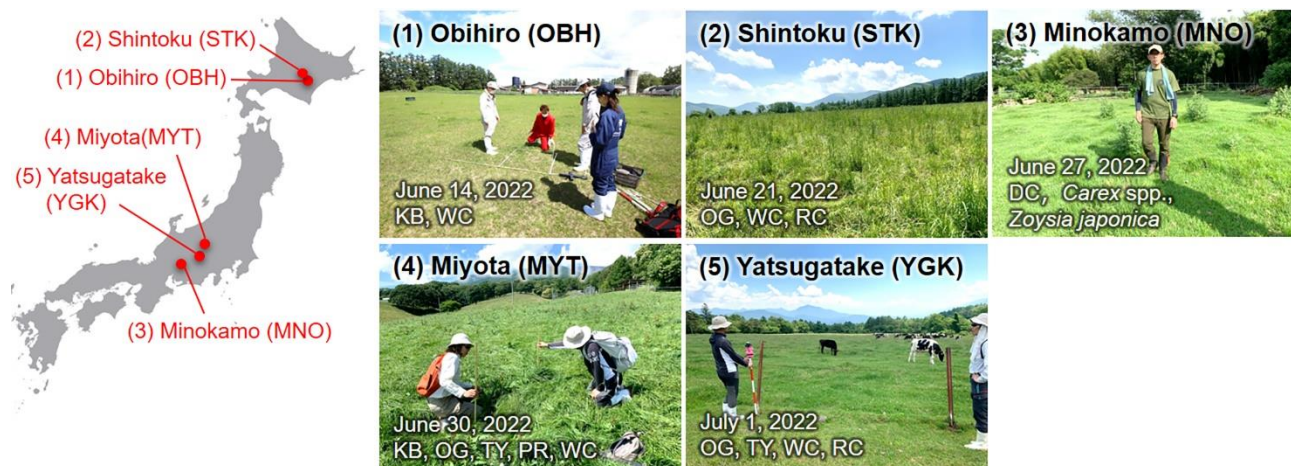 (2) Shintoku (STK)
(1) Obihiro (OBH)
(4) Miyota(MYT)
(5) Yatsugatake
(YGK)
(3) Minokamo (MNO)
(1) Obihiro (OBH)
June 14, 2022
KB, WC
(2) Shintoku (STK)
June 21, 2022
OG, WC, RC
(3) Minokamo (MNO)
June 27, 2022
DC, Carex spp.,
Zoysia japonica
(4) Miyota (MYT)
June 30, 2022
KB, OG, TY, PR, WC
(5) Yatsugatake (YGK)
July 1, 2022
OG, TY, WC, RC